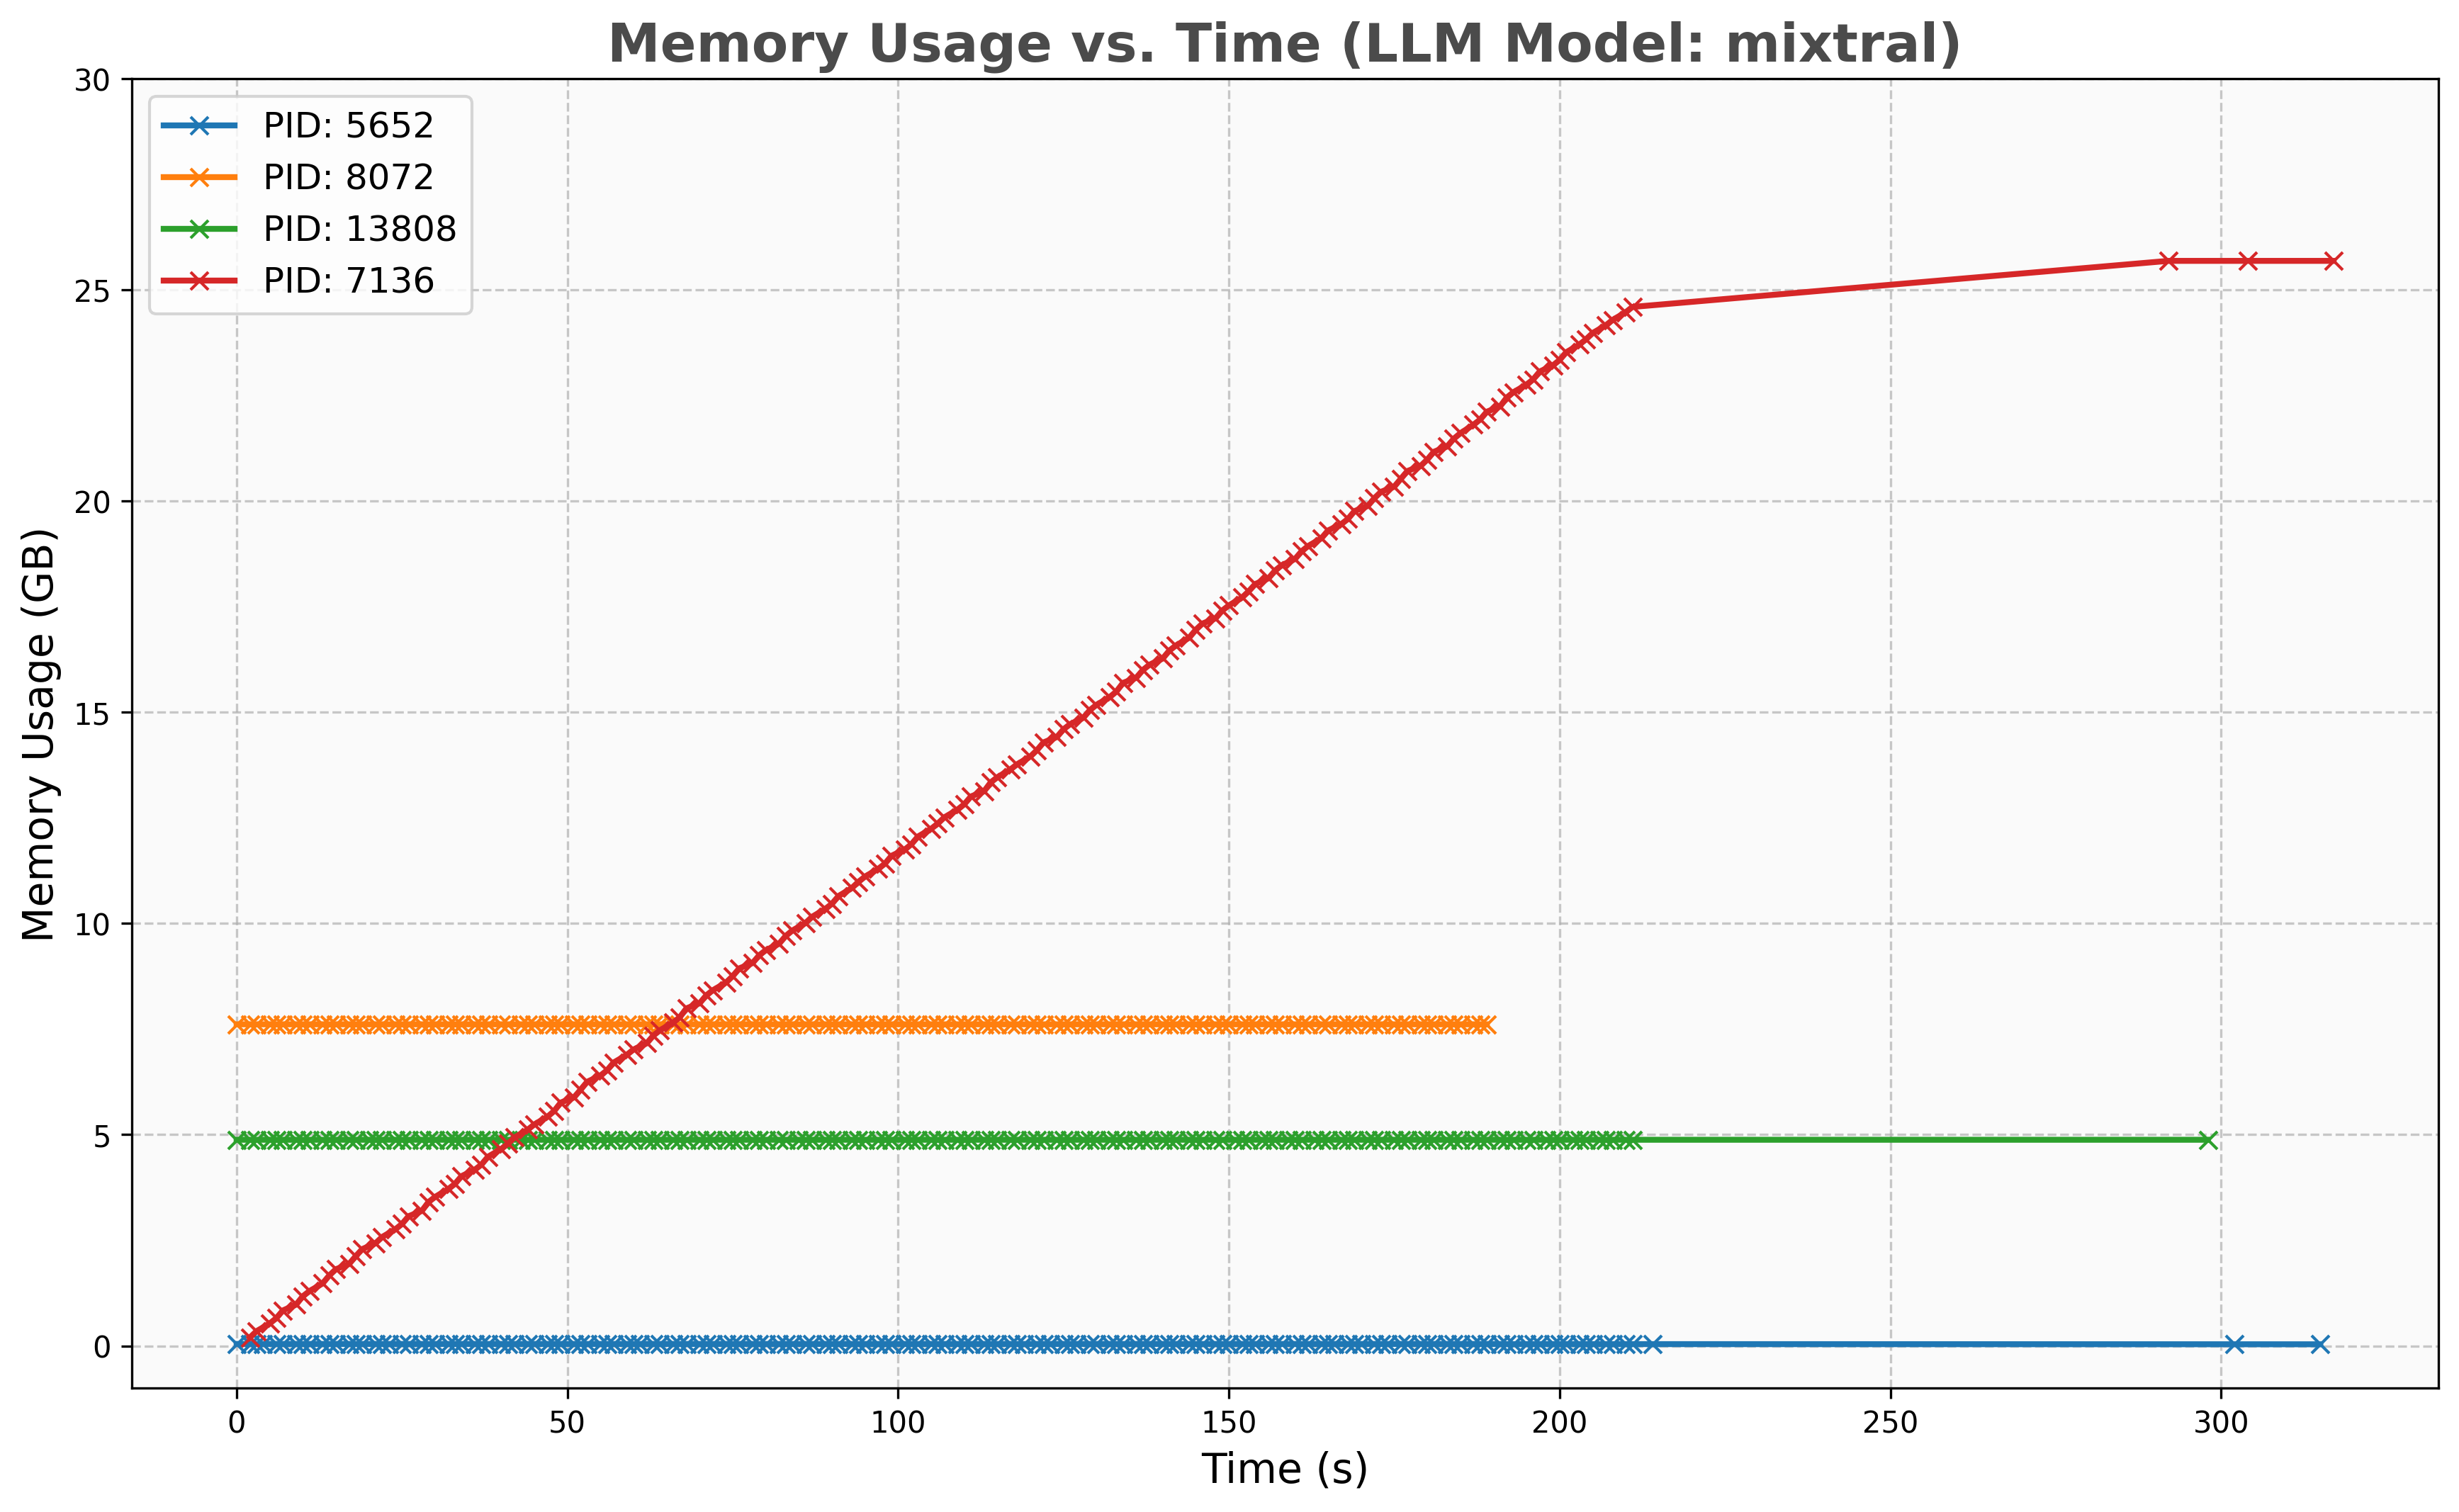 Memory Usage vs. Time (LLM Model: mixtral)
PID: 5652
PID: 8072
PID: 13808
PID: 7136
Memory Usage (GB)
30
25
20
15
10
5
0
0 50 100 150 200 250 300
Time (s)